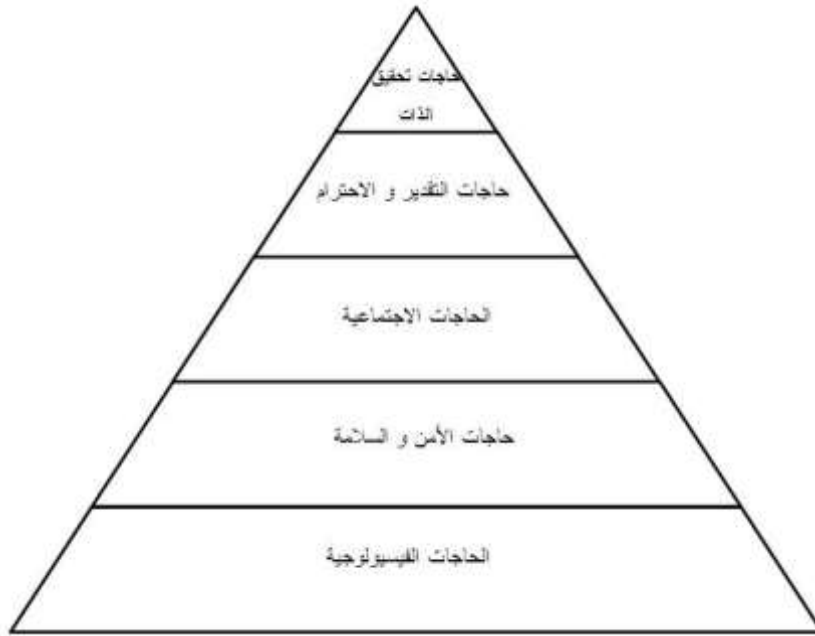 حاجات تحقيق
الذات
حاجات التقدير و الاحترام
الحاجات الاجتماعية
حاجات الأمن و السلامة
الحاجات الفيسيولوجية